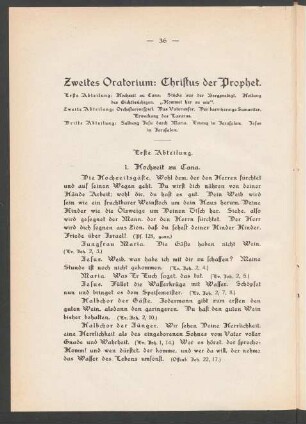 — 36 —
Zweites Oratorium: Christus der Prophet.
Erste Abteilung: Hochzeit zu Cana. Stücke aus der Bergpredigt. Heilung
des Gichtbrüchigen. „Kommet her zu mir“.
Zweite Abteilung: Das Vaterunser. Der barmherzige Samariter.
Erweckung des Lazarus.
Dritte Abteilung: Salbung Jesu durch Maria. Einzug in Jerusalem. Jesus
in Jerusalem.
Erste Abteilung.
1. Hochzeit zu Cana.
Die Hochzeitsgäste. Wohl dem, der den Herren fürchtet
und auf seinen Wegen geht. Du wirst dich nähren von deiner
Hände Arbeit; wohl dir, du hast es gut. Dein Weib wird
sein wie ein fruchtbarer Weinstock um dein Haus herum, Deine
Kinder wie die Ölzweige um Deinen Tisch her. Siehe, also
wird gesegnet der Mann, der den Herrn fürchtet. Der Herr
wird dich segnen aus Zion, daß du sehest deiner Kinder Kinder.
Friede über Israel! (Pf. 128, ganz.)
Jungfrau Maria. Die Gäste haben nicht Wein.
(Ev. Joh. 2, 3.)
Jesus. Weib, was habe ich mit dir zu schaffen? Meine
Stunde ist noch nicht gekommen. (Ev. Joh. 2, 4.)
Maria. Was Er Euch saget, das tut. (Ev. Joh. 2, 5.)
Jesus. Füllet die Wasserkrüge mit Wasser. Schöpfet
nun und bringet es dem Speisemeister. (Ev. Joh. 2, 7, 8.)
Halbchor der Gäste. Jedermann gibt zum ersten den
guten Wein, alsdann den geringeren. Du hast den guten Wein
bisher behalten. (Ev. Joh. 2, 10.)
Halbchor der Jünger. Wir sehen Deine Herrlichkeit,
eine Herrlichkeit als des eingeborenen Sohnes vom Vater voller
Gnade und Wahrheit. (Ev. Joh. 1, 14.) Wer es höret, der spreche:
Komm! und wen dürstet, der komme, und wer da will, der nehme
das Wasser des Lebens umsonst! (Offenb. Joh. 22, 17.)